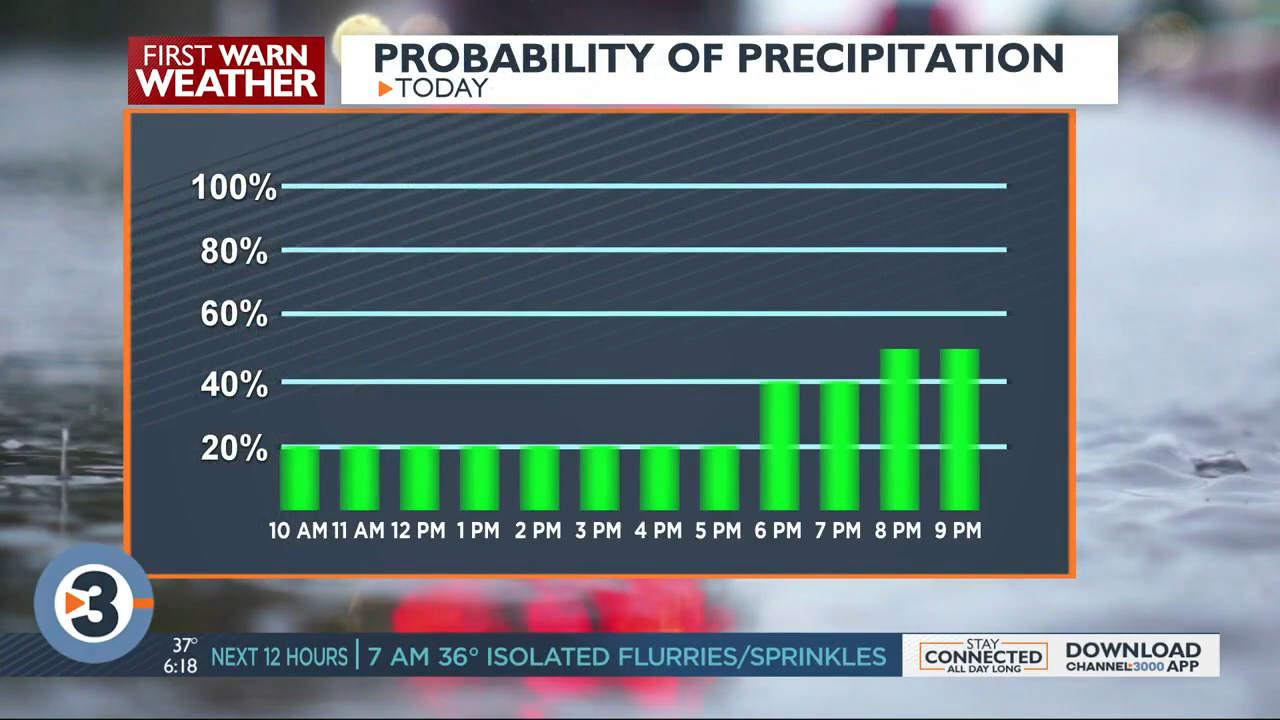 FIRST WARN
WEATHER
PROBABILITY OF PRECIPITATION
TODAY
100%
80%
60%
40%
20%
10 AM 11 AM 12 PM 1 PM 2 PM 3 PM 4 PM 5 PM 6 PM 7 PM 8 PM 9 PM
3
37°
6:18
NEXT 12 HOURS | 7 AM 36° ISOLATED FLURRIES/SPRINKLES
STAY
CONNECTED
ALL DAY LONG
DOWNLOAD
CHANNEL3000 APP